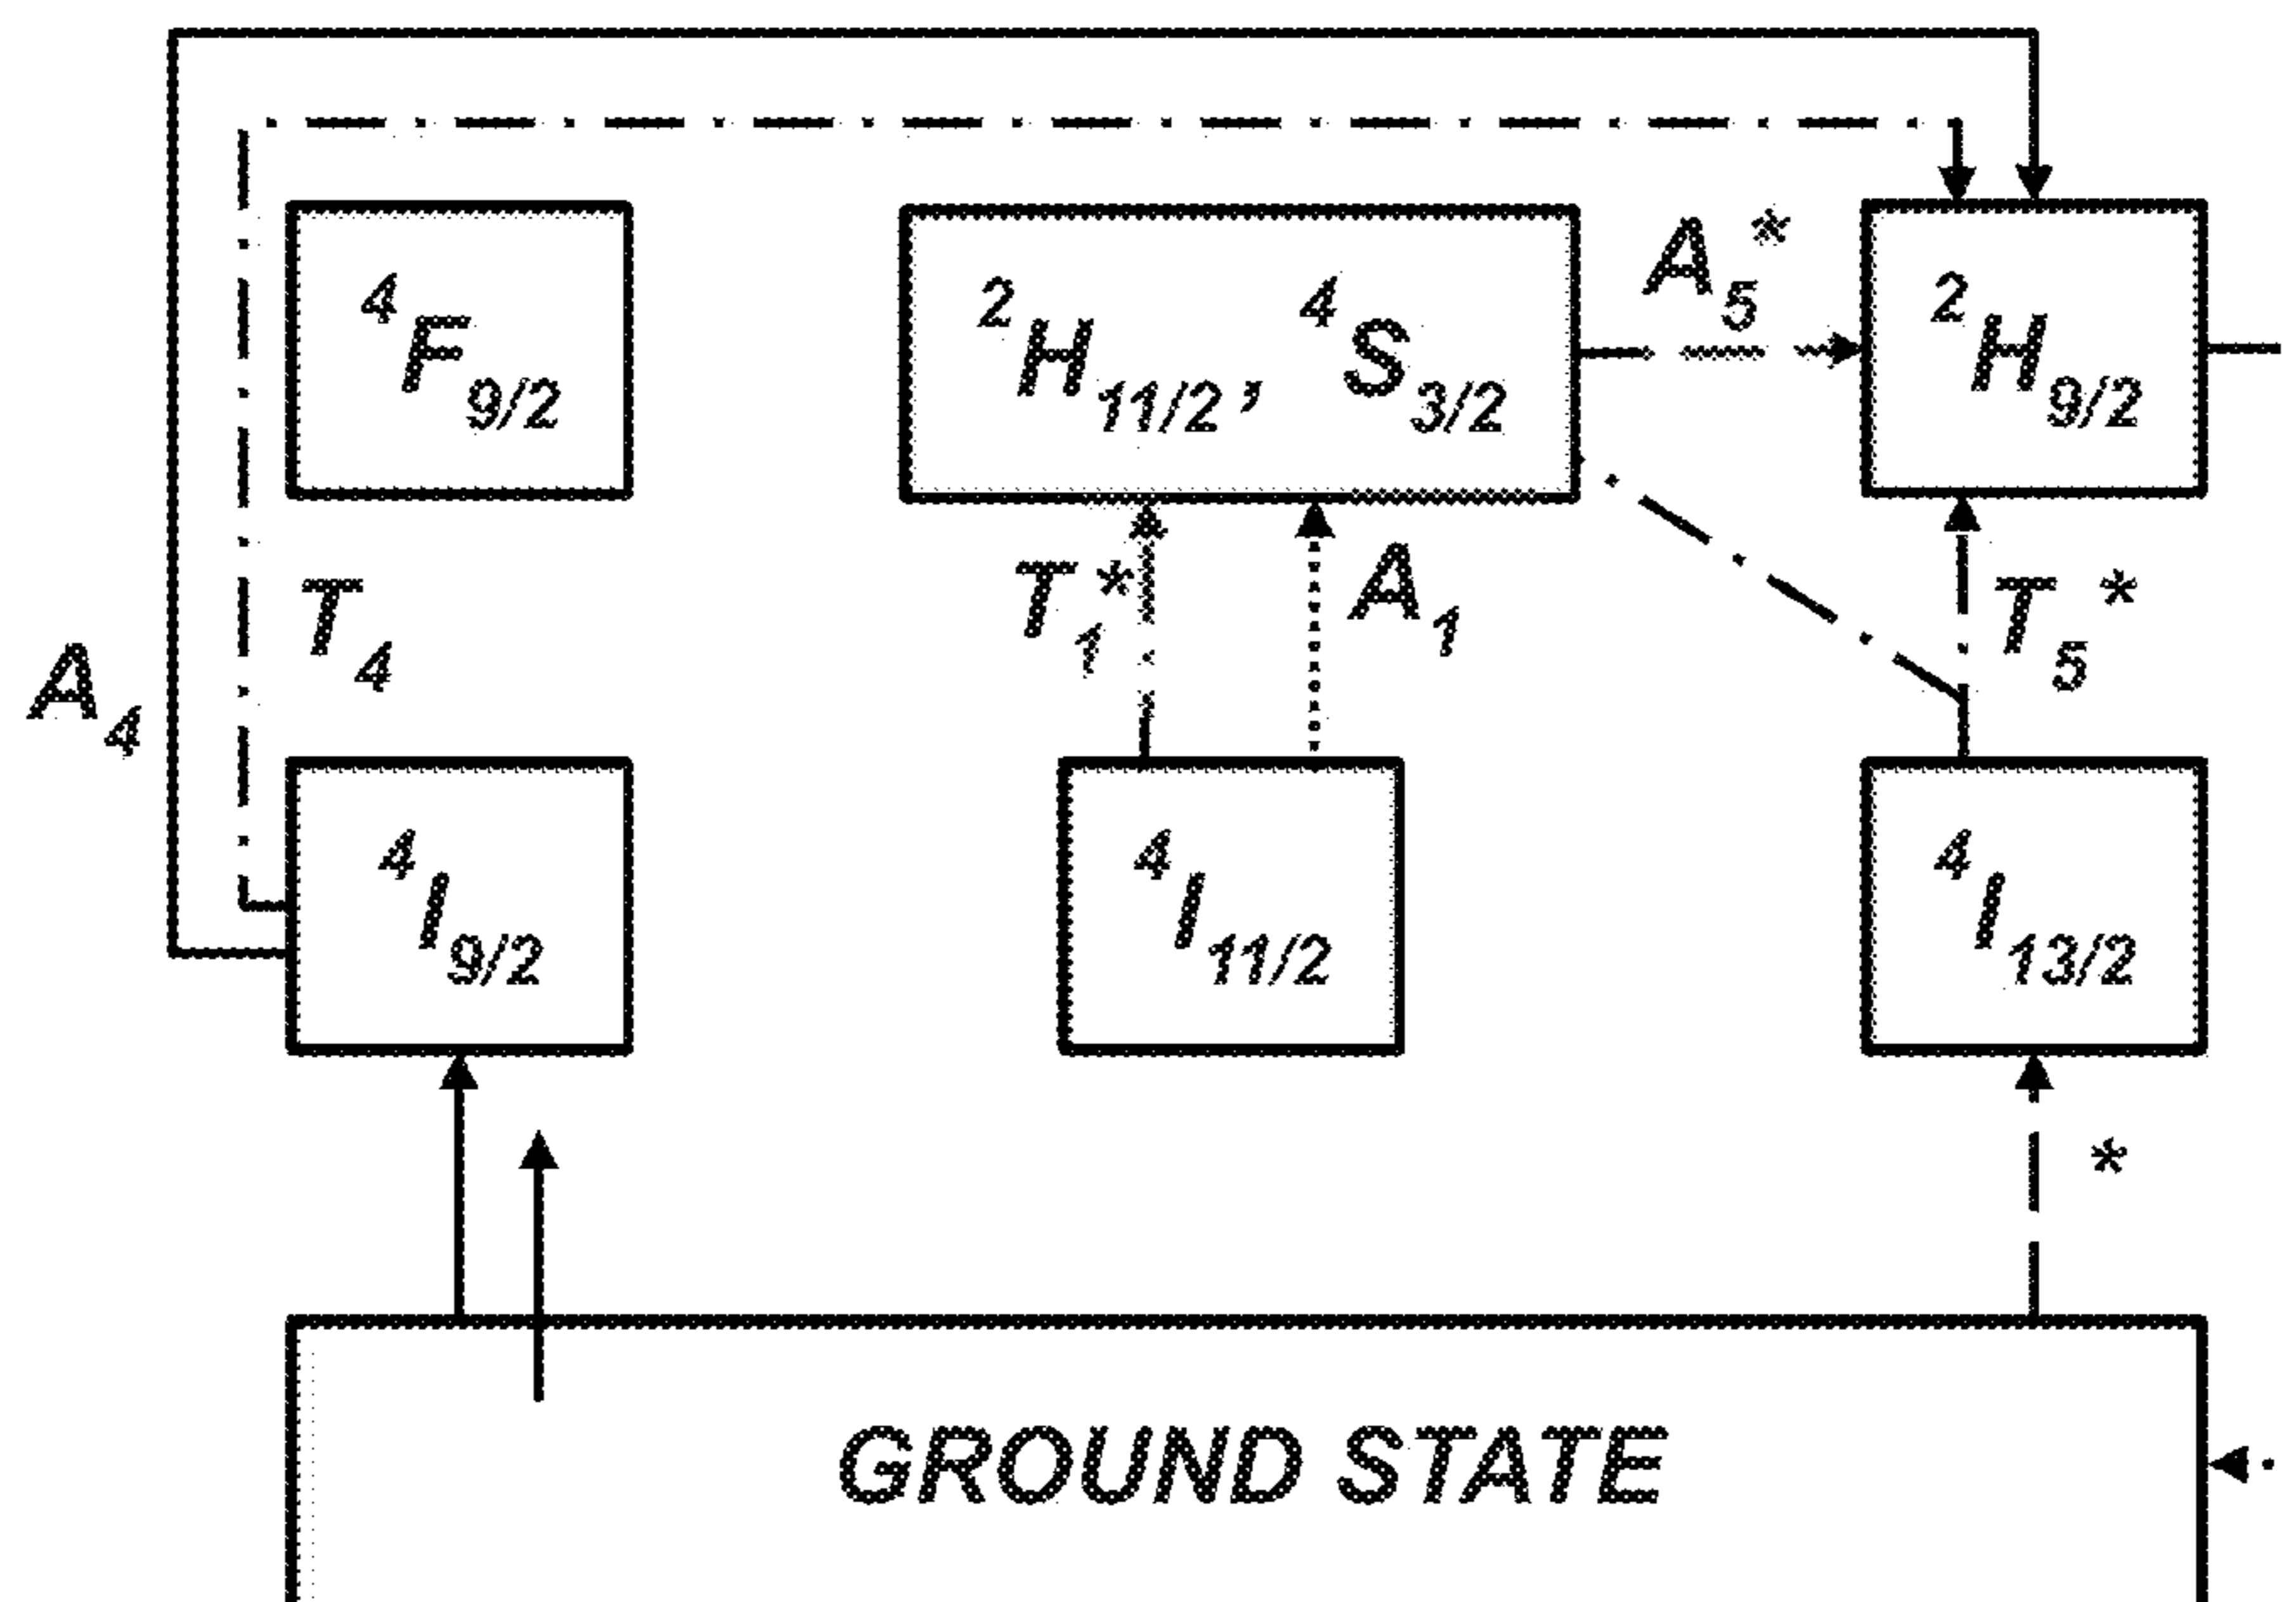 ⁴F₉/₂
²H₁₁/₂, ⁴S₃/₂
A₅*
²H₉/₂
T₄
T₁*
A₁
T₅*
A₄
⁴I₉/₂
⁴I₁₁/₂
⁴I₁₃/₂
*
GROUND STATE